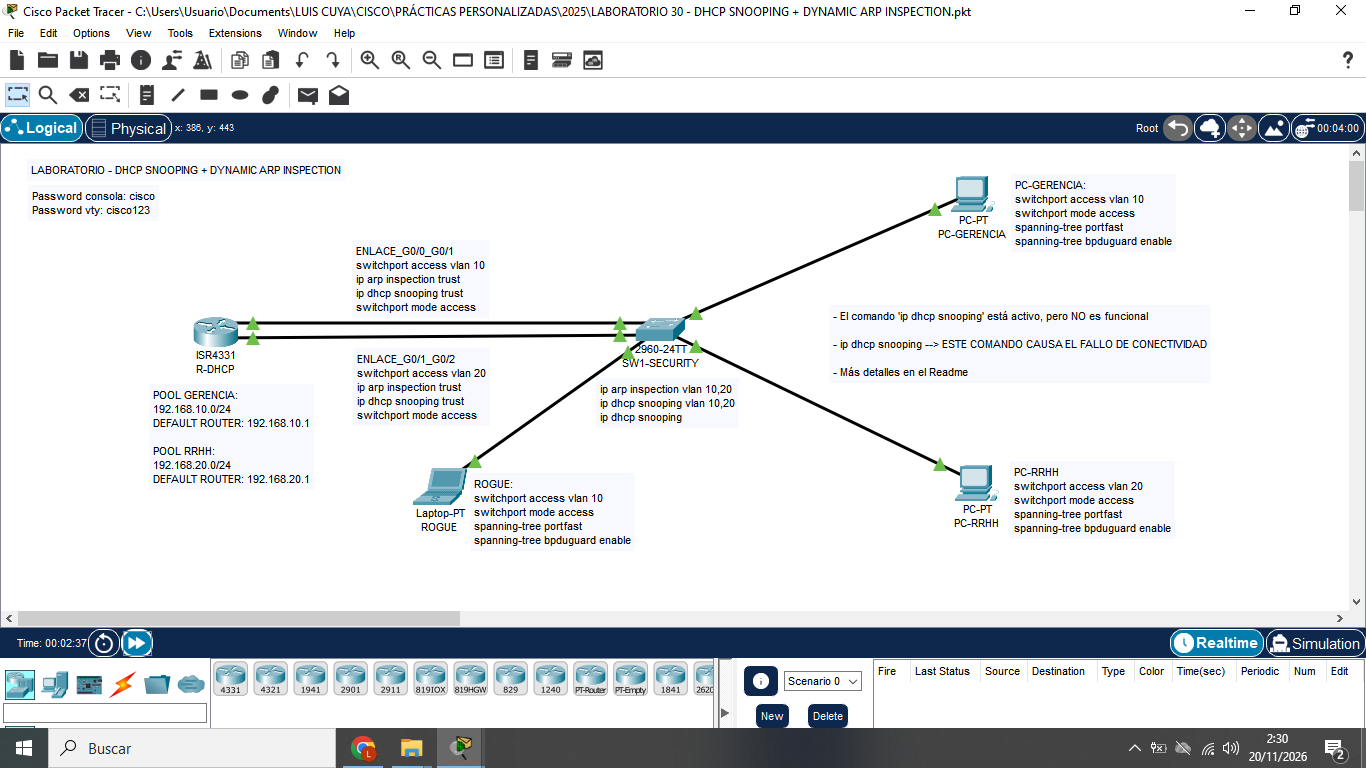 Cisco Packet Tracer - C:\Users\Usuario\Documents\LUIS CUYA\CISCO\PRÁCTICAS PERSONALIZADAS\2025\LABORATORIO 30 - DHCP SNOOPING + DYNAMIC ARP INSPECTION.pkt
File Edit Options View Tools Extensions Window Help
Logical Physical x: 386, y: 443 Root 00:04:00
LABORATORIO - DHCP SNOOPING + DYNAMIC ARP INSPECTION
Password consola: cisco
Password vty: cisco123
ENLACE_G0/0_G0/1
switchport access vlan 10
ip arp inspection trust
ip dhcp snooping trust
switchport mode access
PC-PT
PC-GERENCIA
PC-GERENCIA:
switchport access vlan 10
switchport mode access
spanning-tree portfast
spanning-tree bpduguard enable
ISR4331
R-DHCP
ENLACE_G0/1_G0/2
switchport access vlan 20
ip arp inspection trust
ip dhcp snooping trust
switchport mode access
2960-24TT
SW1-SECURITY
ip arp inspection vlan 10,20
ip dhcp snooping vlan 10,20
ip dhcp snooping
- El comando 'ip dhcp snooping' está activo, pero NO es funcional
- ip dhcp snooping --> ESTE COMANDO CAUSA EL FALLO DE CONECTIVIDAD
- Más detalles en el Readme
POOL GERENCIA:
192.168.10.0/24
DEFAULT ROUTER: 192.168.10.1
POOL RRHH:
192.168.20.0/24
DEFAULT ROUTER: 192.168.20.1
Laptop-PT
ROGUE
ROGUE:
switchport access vlan 10
switchport mode access
spanning-tree portfast
spanning-tree bpduguard enable
PC-PT
PC-RRHH
PC-RRHH
switchport access vlan 20
switchport mode access
spanning-tree portfast
spanning-tree bpduguard enable
Time: 00:02:37 Realtime Simulation
4331 4321 1941 2901 2911 819IOX 819HGW 829 1240 PT-Router PT-Empty 1841 2620
Scenario 0
New Delete
Fire Last Status Source Destination Type Color Time(sec) Periodic Num Edit
Buscar
2:30
20/11/2026
2